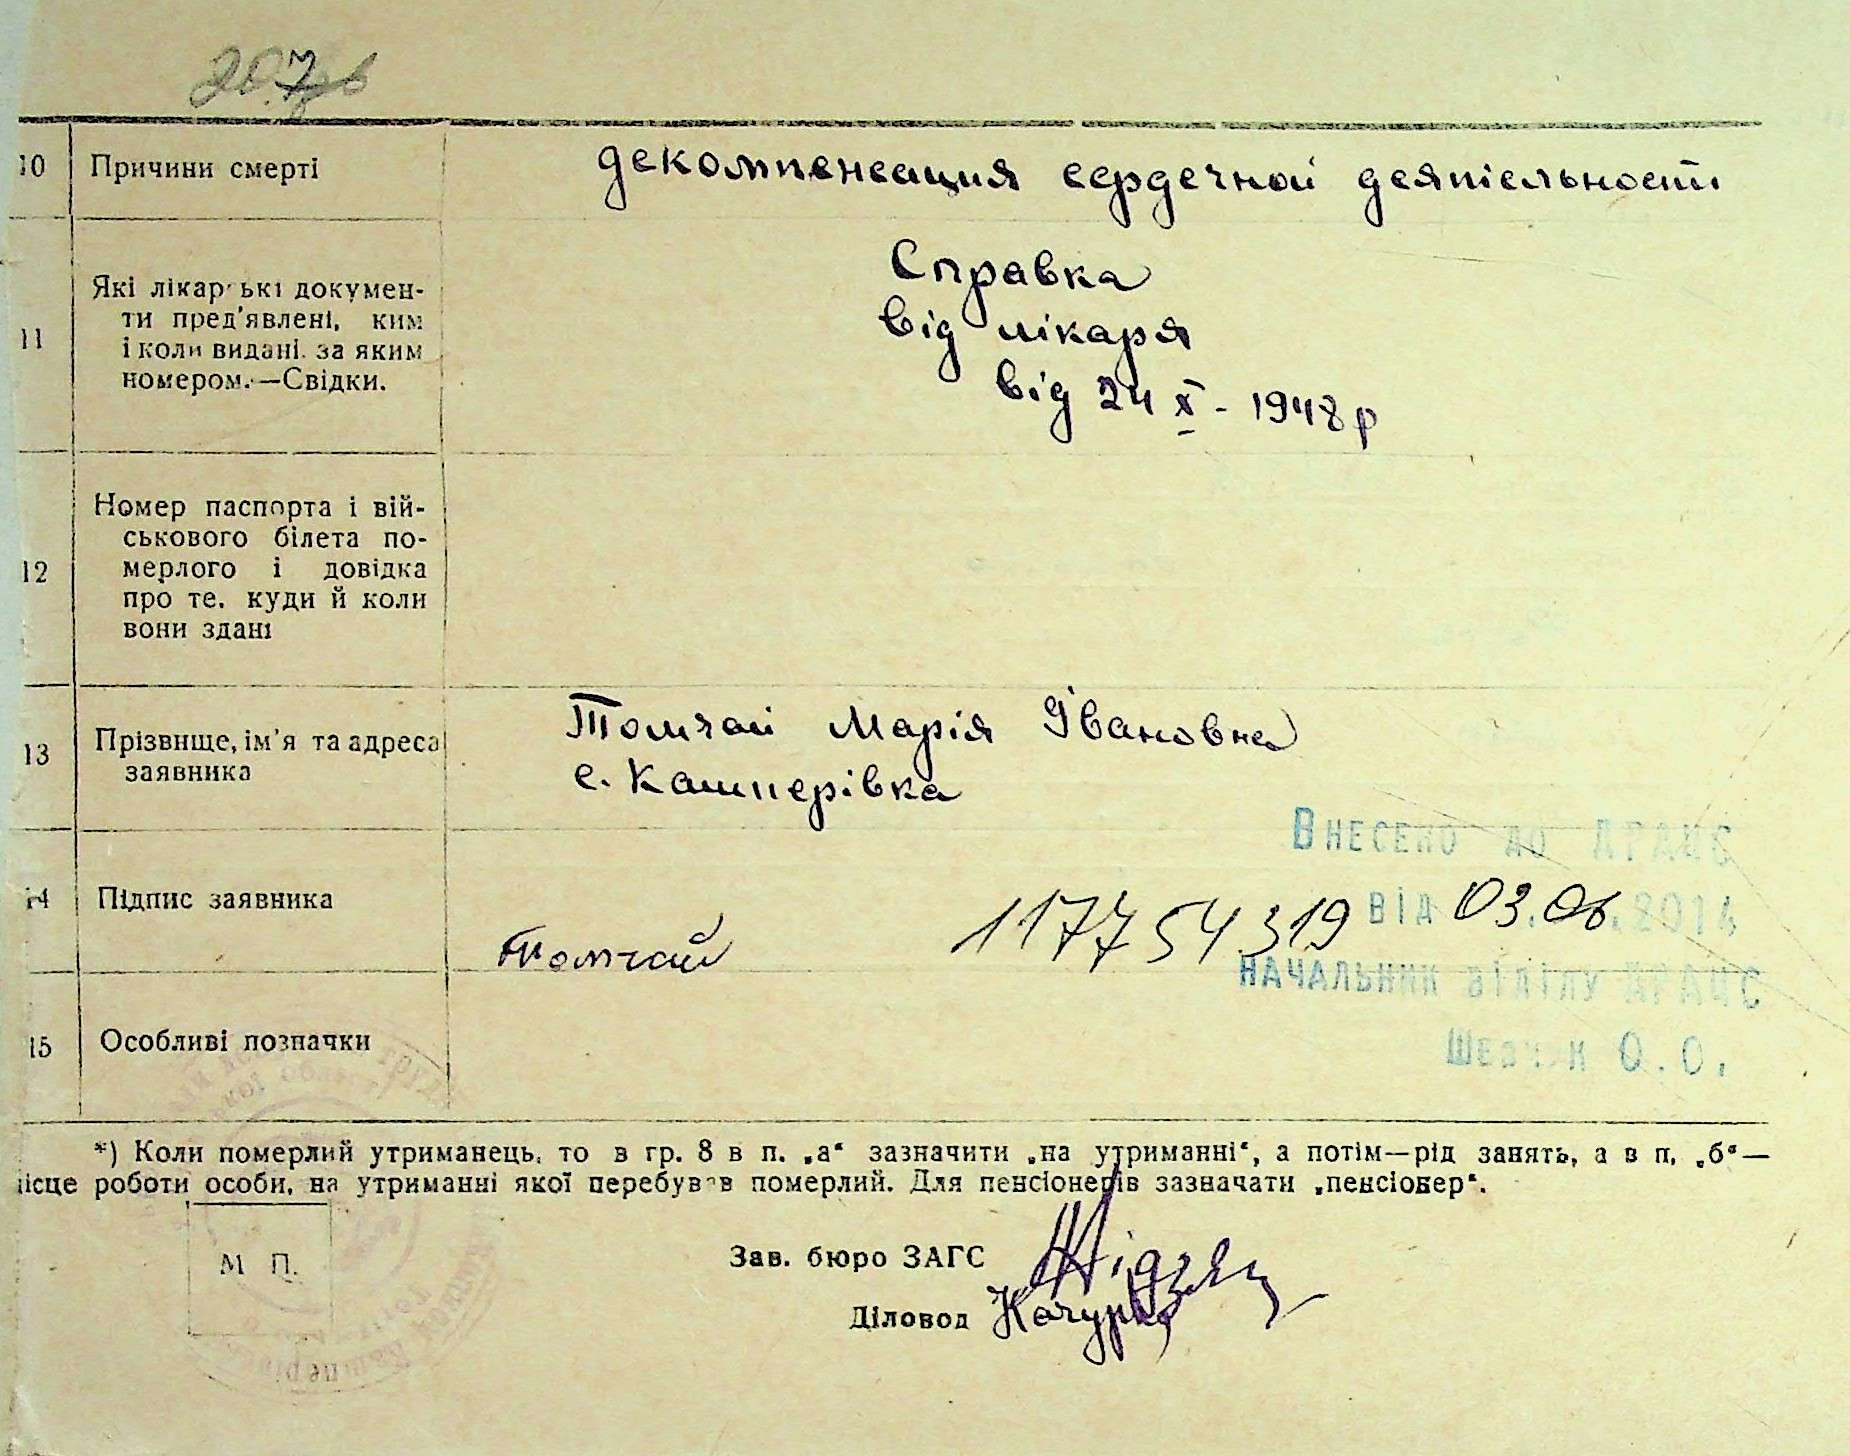 10 Причини смерті декомпенсация сердечной деятієльности
11 Які лікарські докумен-
ти пред'явлені, ким
і коли видані, за яким
номером.—Свідки.
Справка
від лікаря
від 24 X - 1948 р
12 Номер паспорта і вій-
ськового білета по-
мерлого і довідка
про те, куди й коли
вони здані
13 Прізвище, ім'я та адреса
заявника
Томчай Марія Івановна
с. Кашперівка
Внесено до ДРАЦС
14 Підпис заявника
Томчай
11774319 від 03.06.2014
Начальник відділу ДРАЦС
15 Особливі позначки
О.О.
*) Коли померлий утриманець, то в гр. 8 в п. „а“ зазначити „на утриманні“, а потім—рід занять, а в п. „б“—
місце роботи особи, на утриманні якої перебував померлий. Для пенсіонерів зазначати „пенсіонер“.
М П.
Зав. бюро ЗАГС
Діловод